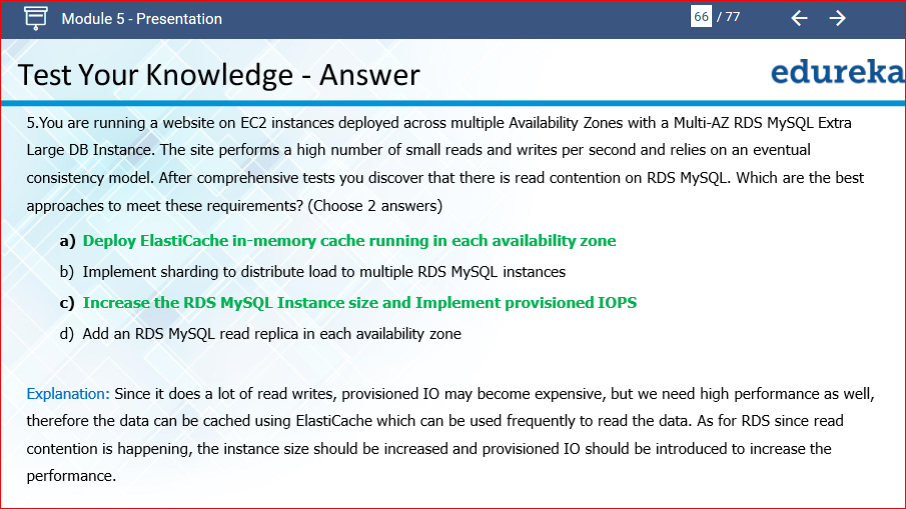 Module 5 - Presentation
66 / 77
Test Your Knowledge - Answer
edureka
5.You are running a website on EC2 instances deployed across multiple Availability Zones with a Multi-AZ RDS MySQL Extra
Large DB Instance. The site performs a high number of small reads and writes per second and relies on an eventual
consistency model. After comprehensive tests you discover that there is read contention on RDS MySQL. Which are the best
approaches to meet these requirements? (Choose 2 answers)
a) Deploy ElastiCache in-memory cache running in each availability zone
b) Implement sharding to distribute load to multiple RDS MySQL instances
c) Increase the RDS MySQL Instance size and Implement provisioned IOPS
d) Add an RDS MySQL read replica in each availability zone
Explanation: Since it does a lot of read writes, provisioned IO may become expensive, but we need high performance as well,
therefore the data can be cached using ElastiCache which can be used frequently to read the data. As for RDS since read
contention is happening, the instance size should be increased and provisioned IO should be introduced to increase the
performance.